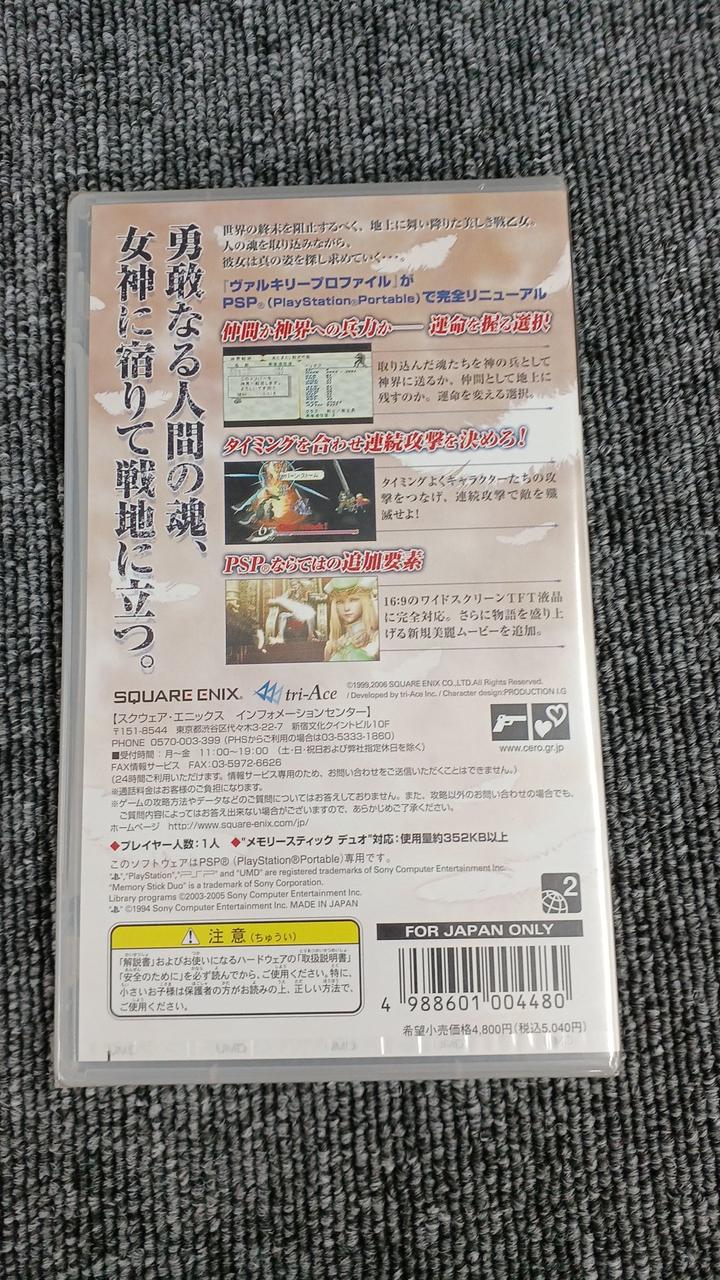 勇敢なる人間の魂、
女神に宿りて戦地に立つ。
世界の終末を阻止するべく、地上に舞い降りた美しき戦乙女。
人の魂を取り込みながら、
彼女は真の姿を探し求めていく・・・。
『ヴァルキリープロファイル』が
PSP®(PlayStation®Portable)で完全リニューアル
仲間か神界への兵力か── 運命を握る選択
取り込んだ魂たちを神の兵として
神界に送るか、仲間として地上に
残すのか。運命を変える選択。
タイミングを合わせ連続攻撃を決めろ!
タイミングよくキャラクターたちの攻
撃をつなげ、連続攻撃で敵を殲
滅せよ!
PSP®ならではの追加要素
16:9のワイドスクリーンTFT液晶
に完全対応。さらに物語を盛り上
げる新規美麗ムービーを追加。
SQUARE ENIX®
tri-Ace
©1999,2006 SQUARE ENIX CO.,LTD.All Rights Reserved.
/ Developed by tri-Ace Inc. / Character design:PRODUCTION I.G
【スクウェア・エニックス インフォメーションセンター】
〒151-8544 東京都渋谷区代々木3-22-7 新宿文化クイントビル10F
PHONE 0570-003-399 (PHSからご利用の場合は03-5333-1860)
■受付時間:月〜金 11:00〜19:00 (土・日・祝日および弊社指定休日を除く)
FAX情報サービス FAX:03-5972-6626
(24時間ご利用いただけます。情報サービス専用のため、お問い合わせをご送信いただくことはできません。)
※通話料金はお客様のご負担になります。
※ゲームの攻略方法やデータなどのご質問についてはお答えしておりません。また、攻略以外のお問い合わせの場合でも、
ご質問内容によってはお答え出来ない場合がございますので、あらかじめご了承ください。
ホームページ http://www.square-enix.com/jp/
www.cero.gr.jp
◆プレイヤー人数:1人 ◆"メモリースティック デュオ"対応:使用量約352KB以上
このソフトウェアはPSP®(PlayStation®Portable)専用です。
"PlayStation","PSP" and "UMD" are registered trademarks of Sony Computer Entertainment Inc.
"Memory Stick Duo" is a trademark of Sony Corporation.
Library programs ©2003-2005 Sony Computer Entertainment Inc.
©1994 Sony Computer Entertainment Inc. MADE IN JAPAN
2
注意(ちゅうい)
「解説書」およびお使いになるハードウェアの「取扱説明書」
「安全のために」を必ず読んでから、ご使用ください。特に、
小さいお子様は保護者の方がお読みの上、正しい方法で、
ご使用ください。
FOR JAPAN ONLY
4 988601 004480
希望小売価格4,800円(税込5,040円)